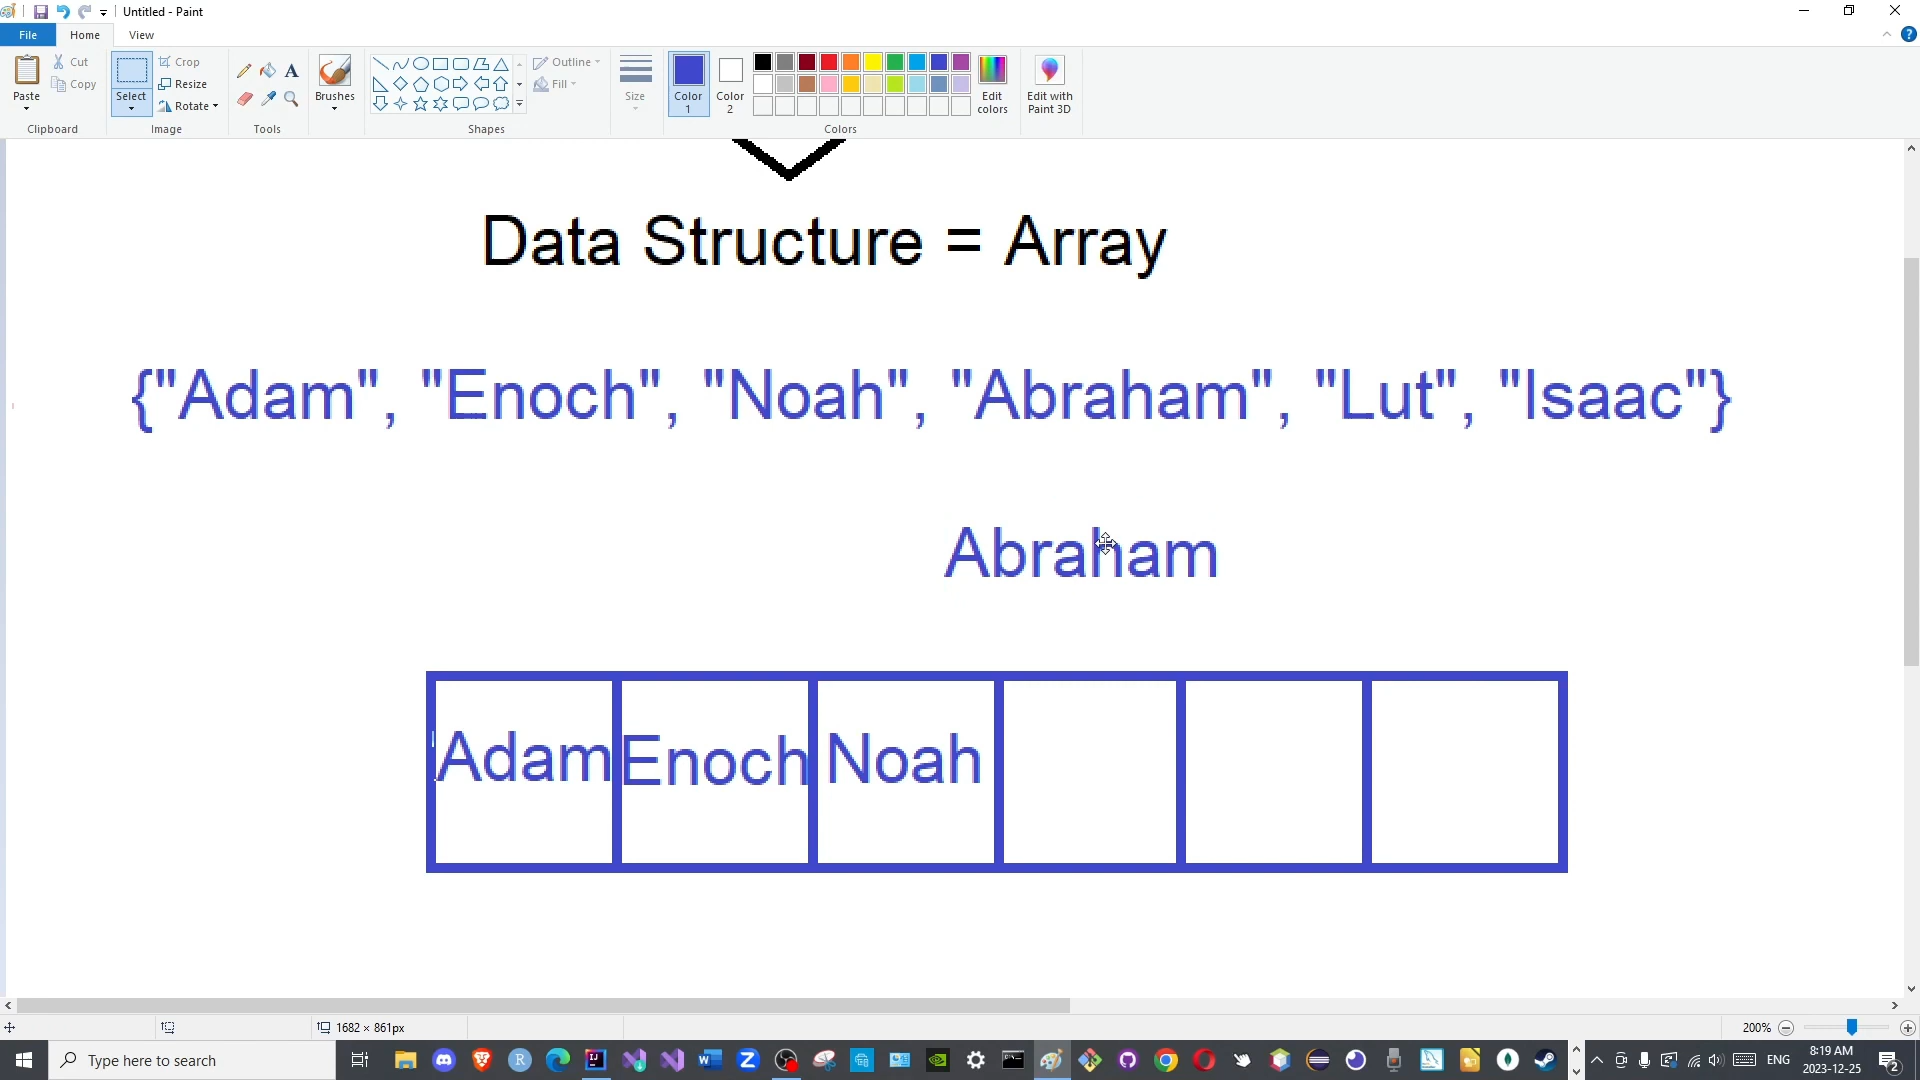 Untitled - Paint
File Home View
Paste
Cut
Copy
Clipboard
Select
Crop
Resize
Rotate
Image
Tools
Brushes
Shapes
Outline
Fill
Size
Color 1
Color 2
Colors
Edit colors
Edit with Paint 3D
Data Structure = Array
{"Adam", "Enoch", "Noah", "Abraham", "Lut", "Isaac"}
Abraham
Adam Enoch Noah
1682 × 861px
200%
Type here to search
ENG
8:19 AM
2023-12-25
2